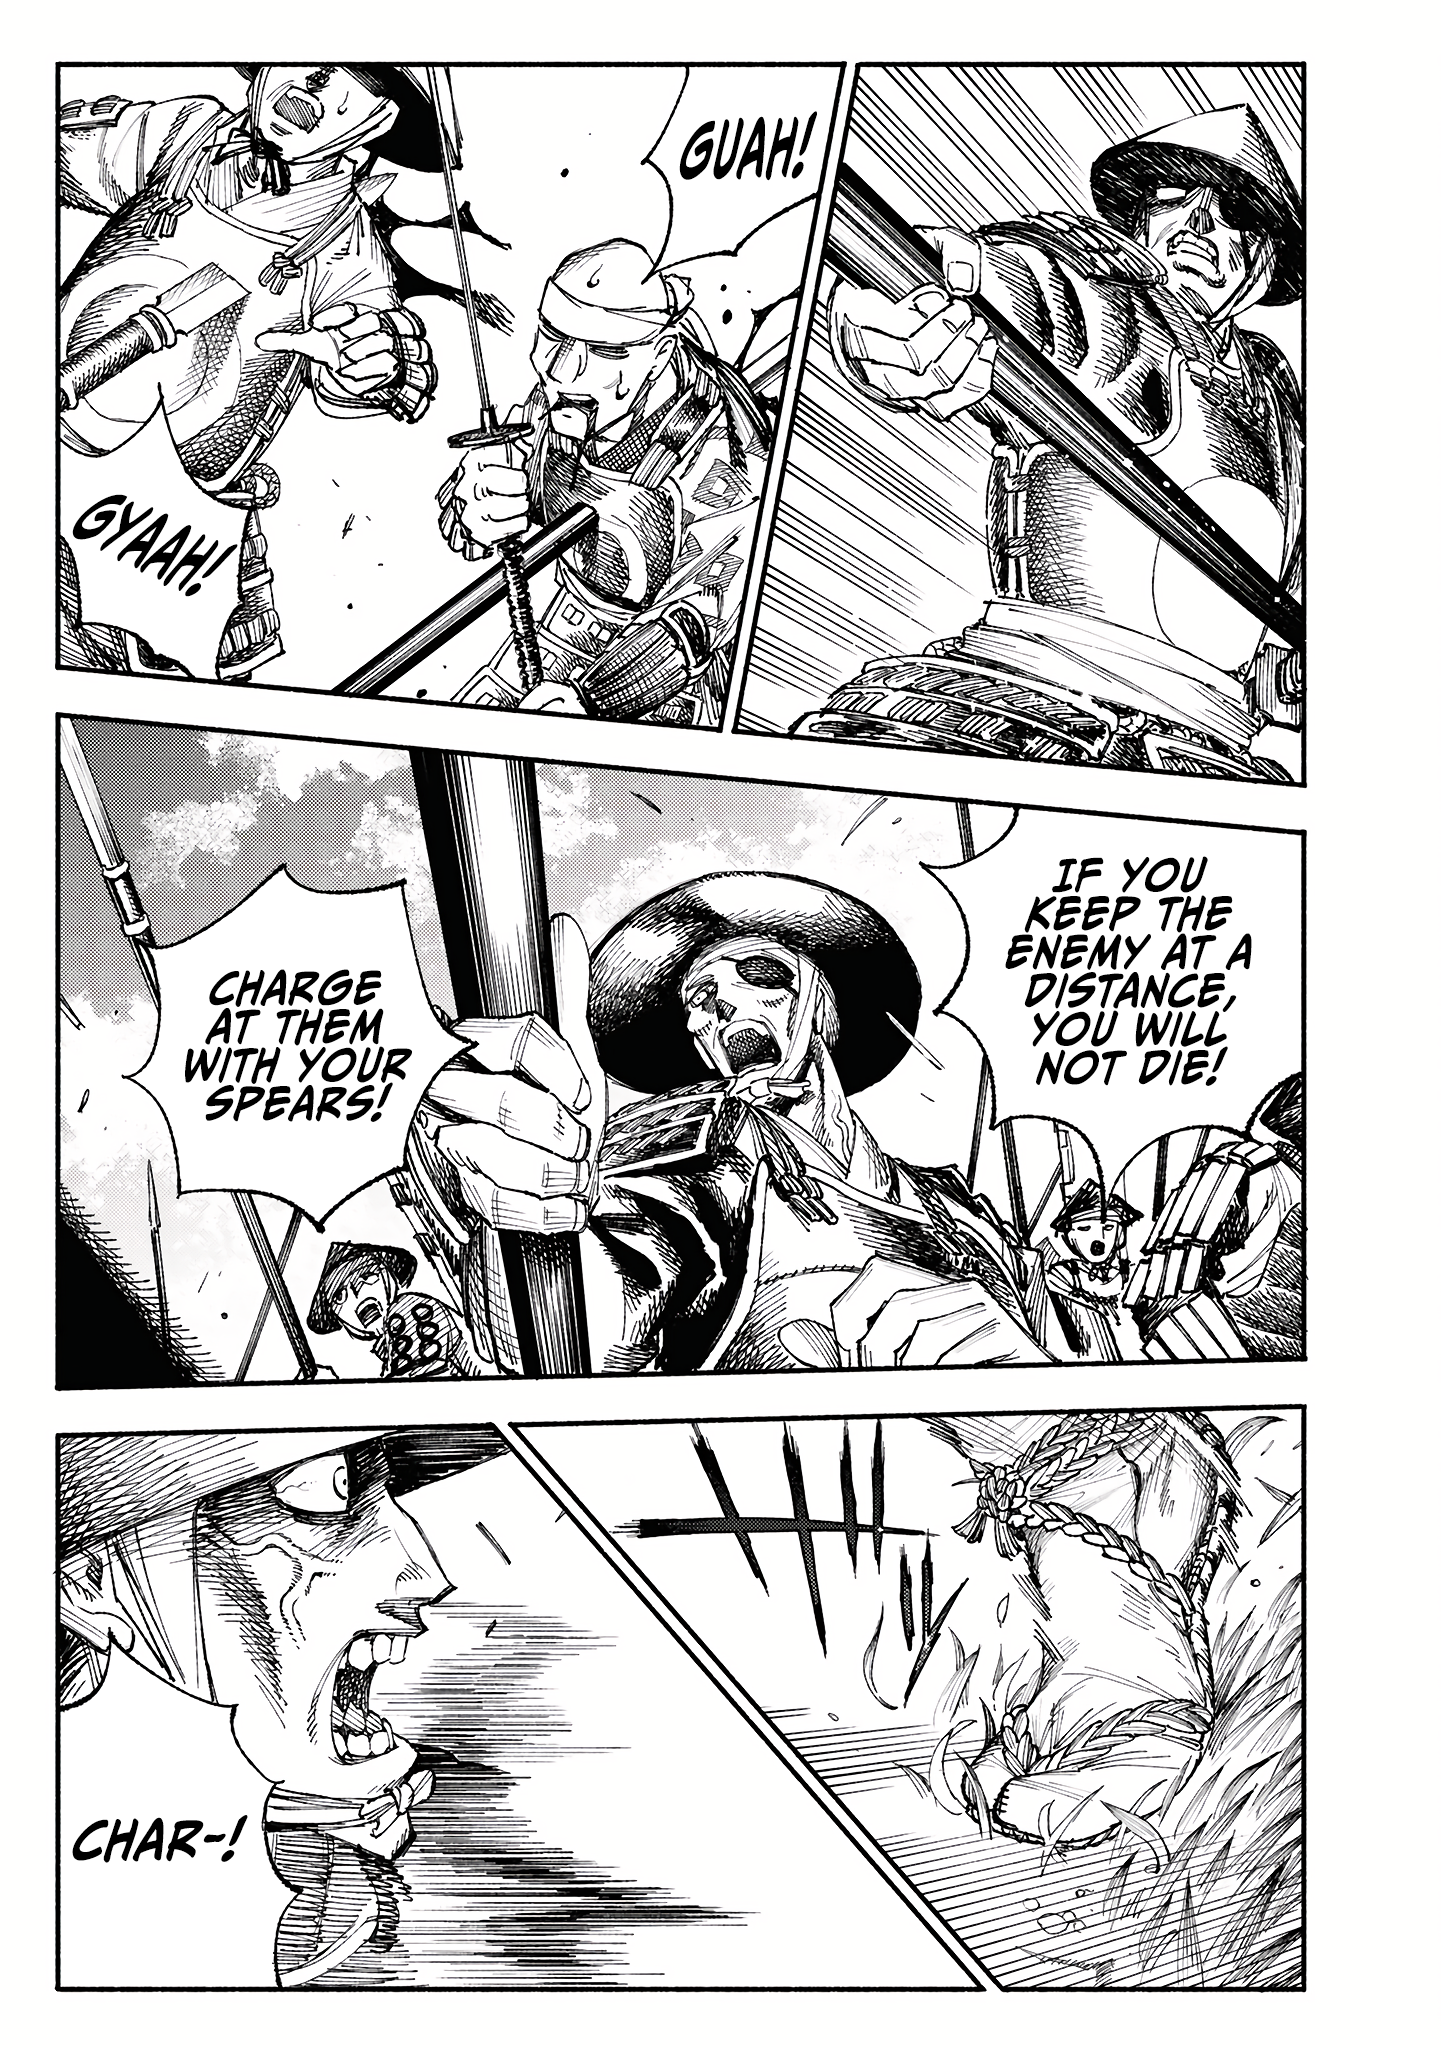 GUAH!
GYAAH!
IF YOU
KEEP THE
ENEMY AT A
DISTANCE,
YOU WILL
NOT DIE!
CHARGE
AT THEM
WITH YOUR
SPEARS!
CHAR-!